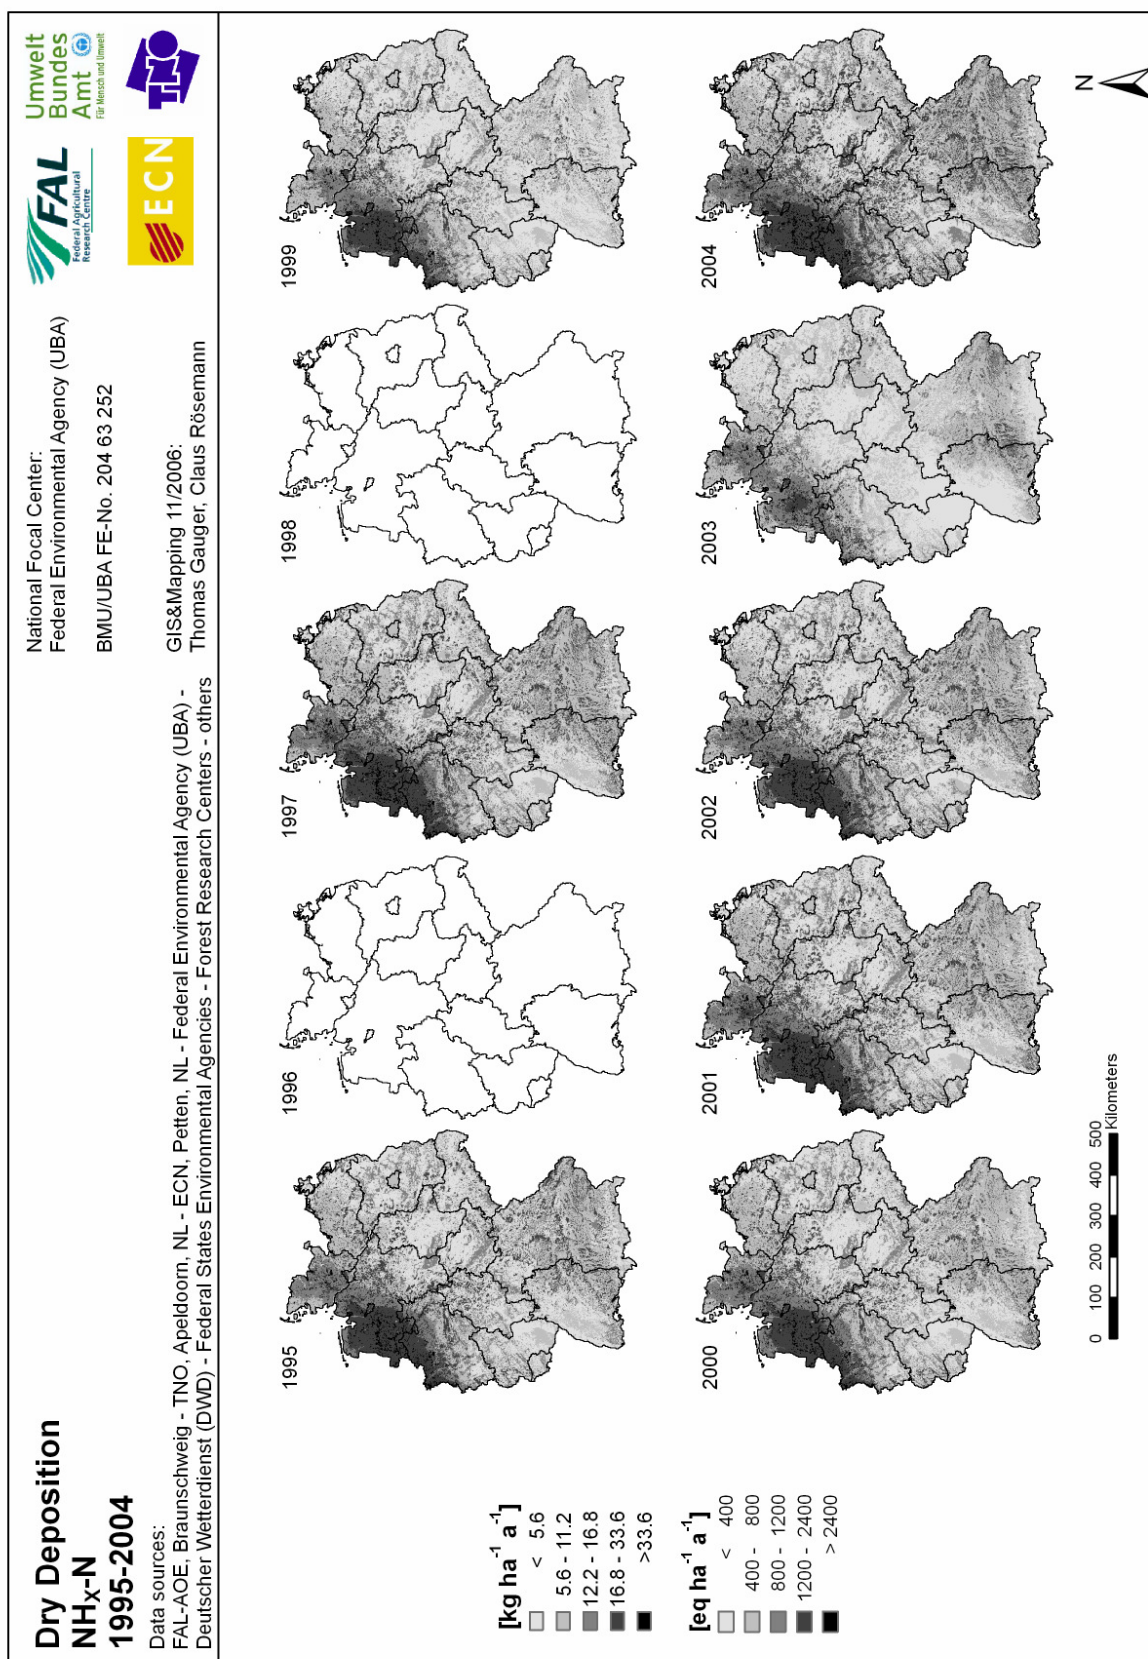 Dry Deposition
NHx-N
1995-2004
Data sources:
FAL-AOE, Braunschweig - TNO, Apeldoorn, NL - ECN, Petten, NL - Federal Environmental Agency (UBA) -
Deutscher Wetterdienst (DWD) - Federal States Environmental Agencies - Forest Research Centers - others
National Focal Center:
Federal Environmental Agency (UBA)
BMU/UBA FE-No. 204 63 252
GIS&Mapping 11/2006:
Thomas Gauger, Claus Rösemann
FAL
Federal Agricultural
Research Centre
Umwelt
Bundes
Amt
Für Mensch und Umwelt
ECN
TNO
1995
1996
1997
1998
1999
2000
2001
2002
2003
2004
[kg ha⁻¹ a⁻¹]
< 5.6
5.6 - 11.2
12.2 - 16.8
16.8 - 33.6
>33.6
[eq ha⁻¹ a⁻¹]
< 400
400 - 800
800 - 1200
1200 - 2400
> 2400
0 100 200 300 400 500
Kilometers
N